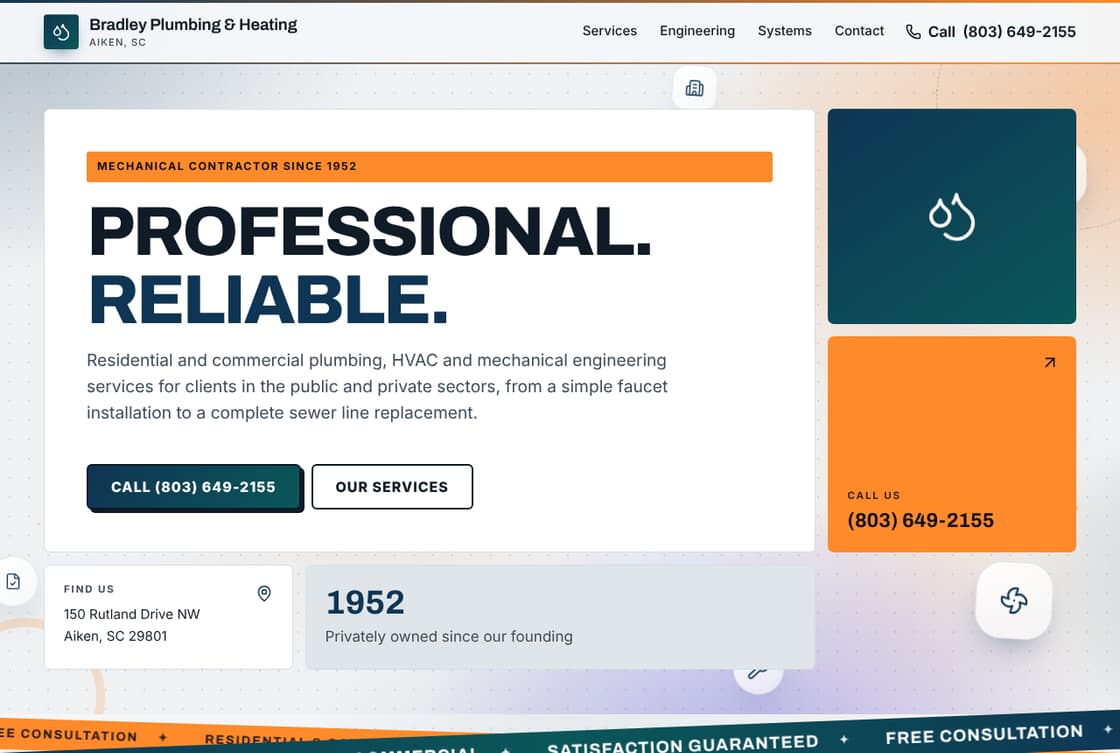 Bradley Plumbing & Heating
AIKEN, SC
Services Engineering Systems Contact Call (803) 649-2155
MECHANICAL CONTRACTOR SINCE 1952
PROFESSIONAL.
RELIABLE.
Residential and commercial plumbing, HVAC and mechanical engineering
services for clients in the public and private sectors, from a simple faucet
installation to a complete sewer line replacement.
CALL (803) 649-2155
OUR SERVICES
CALL US
(803) 649-2155
FIND US
150 Rutland Drive NW
Aiken, SC 29801
1952
Privately owned since our founding
CONSULTATION ✦ RESIDENTIAL
✦ SATISFACTION GUARANTEED ✦ FREE CONSULTATION ✦